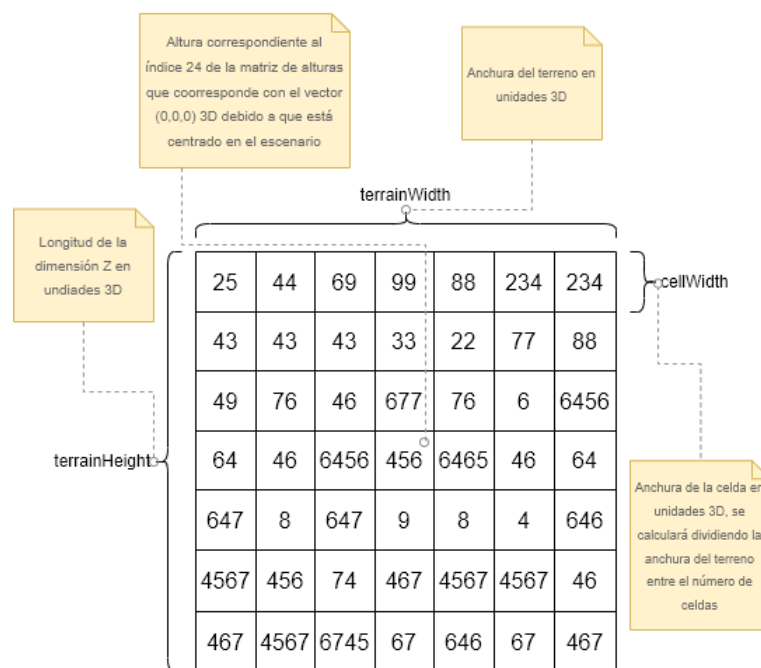 Altura correspondiente al
índice 24 de la matriz de alturas
que coorresponde con el vector
(0,0,0) 3D debido a que está
centrado en el escenario
Anchura del terreno en
unidades 3D
terrainWidth
Longitud de la
dimensión Z en
undiades 3D
25 44 69 99 88 234 234
cellWidth
43 43 43 33 22 77 88
49 76 46 677 76 6 6456
terrainHeight
64 46 6456 456 6465 46 64
647 8 647 9 8 4 646
4567 456 74 467 4567 4567 46
467 4567 6745 67 646 67 467
Anchura de la celda en
unidades 3D, se
calculará dividiendo la
anchura del terreno
entre el número de
celdas